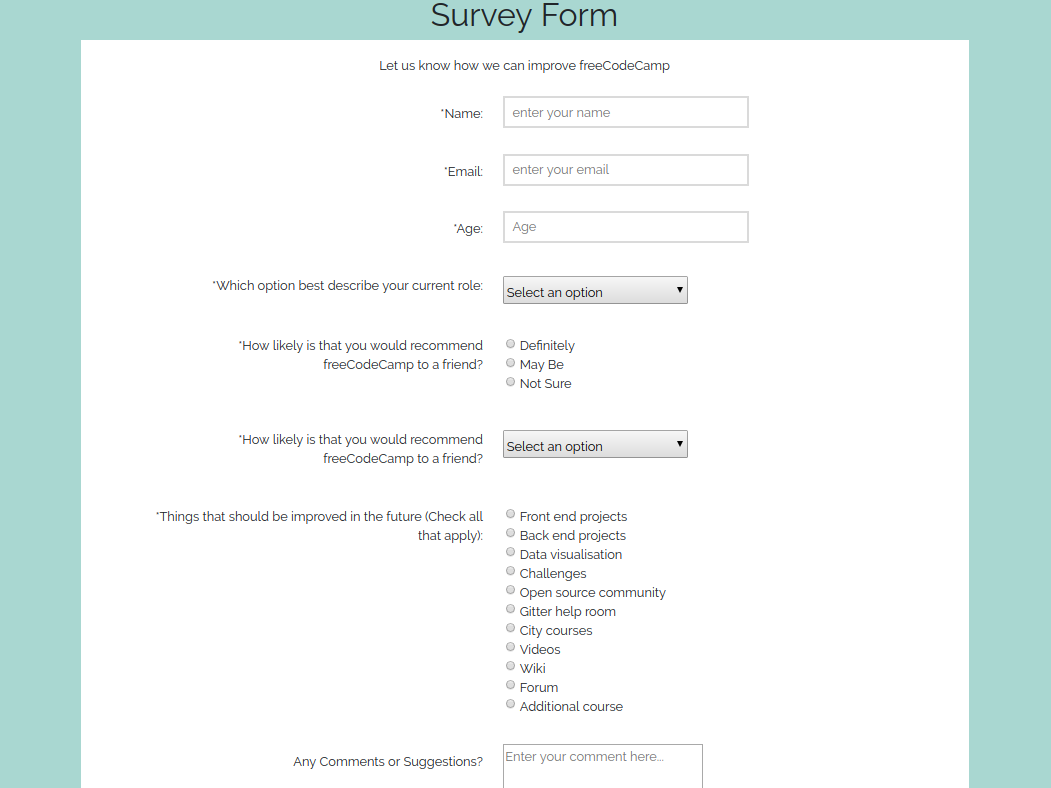 Survey Form
Let us know how we can improve freeCodeCamp
*Name:
enter your name
*Email:
enter your email
*Age:
Age
*Which option best describe your current role:
Select an option
*How likely is that you would recommend
freeCodeCamp to a friend?
Definitely
May Be
Not Sure
*How likely is that you would recommend
freeCodeCamp to a friend?
Select an option
*Things that should be improved in the future (Check all
that apply):
Front end projects
Back end projects
Data visualisation
Challenges
Open source community
Gitter help room
City courses
Videos
Wiki
Forum
Additional course
Any Comments or Suggestions?
Enter your comment here...